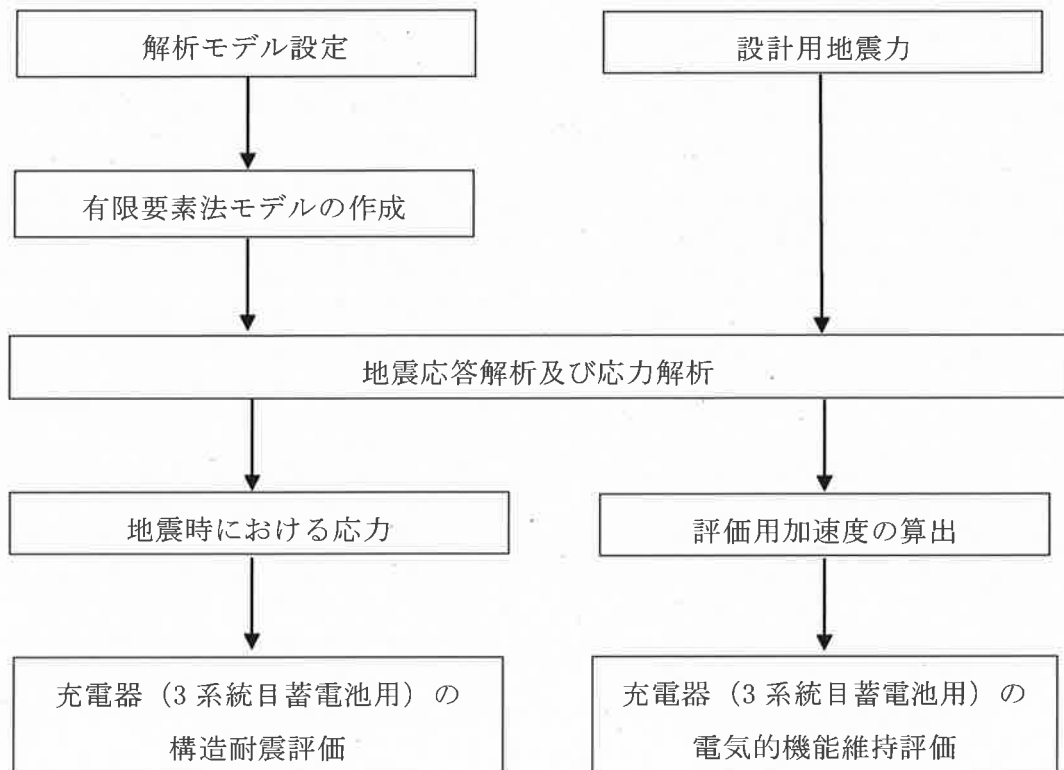 解析モデル設定
設計用地震力
有限要素法モデルの作成
地震応答解析及び応力解析
地震時における応力
評価用加速度の算出
充電器（3系統目蓄電池用）の
構造耐震評価
充電器（3系統目蓄電池用）の
電気的機能維持評価